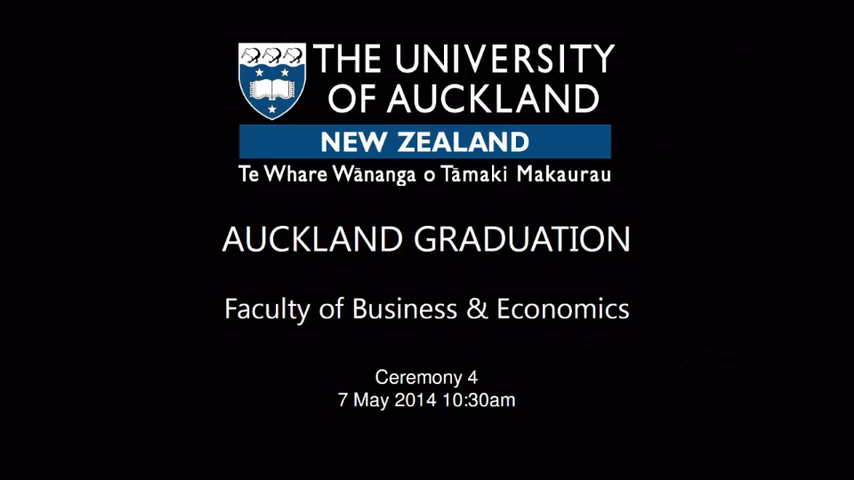 THE UNIVERSITY
OF AUCKLAND
NEW ZEALAND
Te Whare Wānanga o Tāmaki Makaurau
AUCKLAND GRADUATION
Faculty of Business & Economics
Ceremony 4
7 May 2014 10:30am